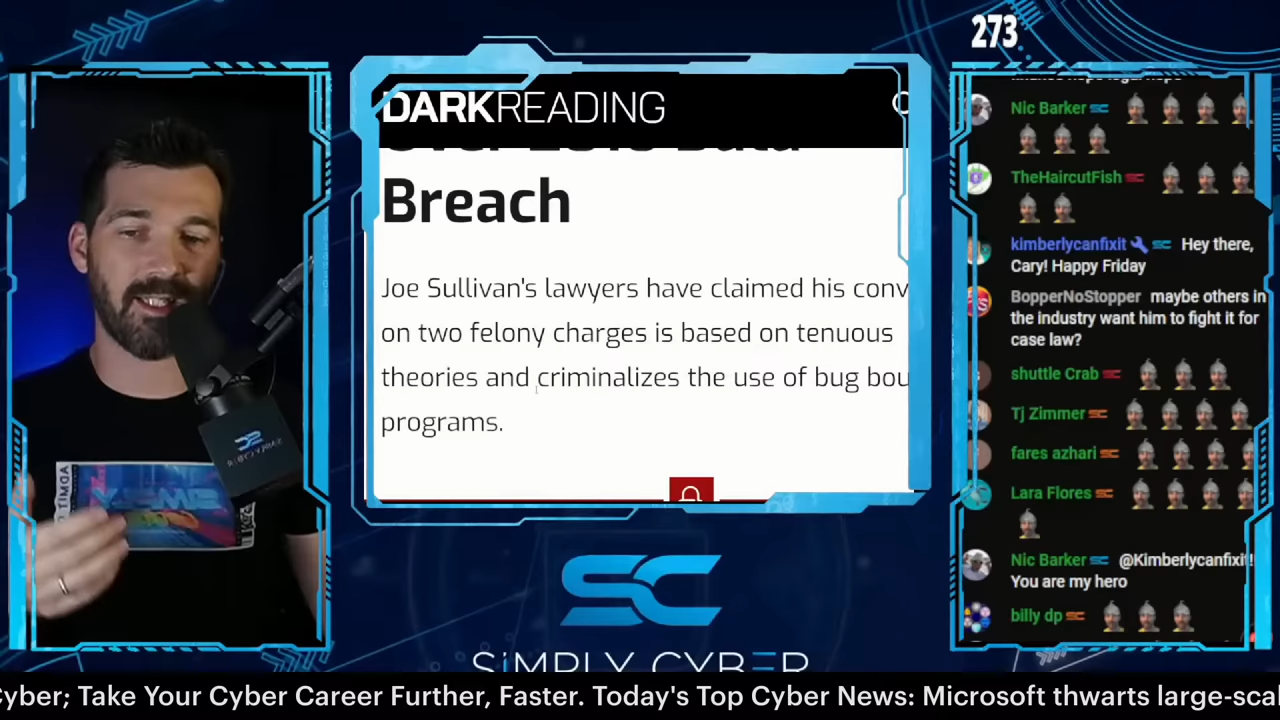 273
DARKREADING
Breach
Joe Sullivan's lawyers have claimed his conv
on two felony charges is based on tenuous
theories and criminalizes the use of bug bou
programs.
Nic Barker
TheHaircutFish
kimberlycanfixit Hey there,
Cary! Happy Friday
BopperNoStopper maybe others in
the industry want him to fight it for
case law?
shuttle Crab
Tj Zimmer
fares azhari
Lara Flores
Nic Barker @Kimberlycanfixit!
You are my hero
billy dp
SC
SiMPLY CYBER
Cyber; Take Your Cyber Career Further, Faster. Today's Top Cyber News: Microsoft thwarts large-scal